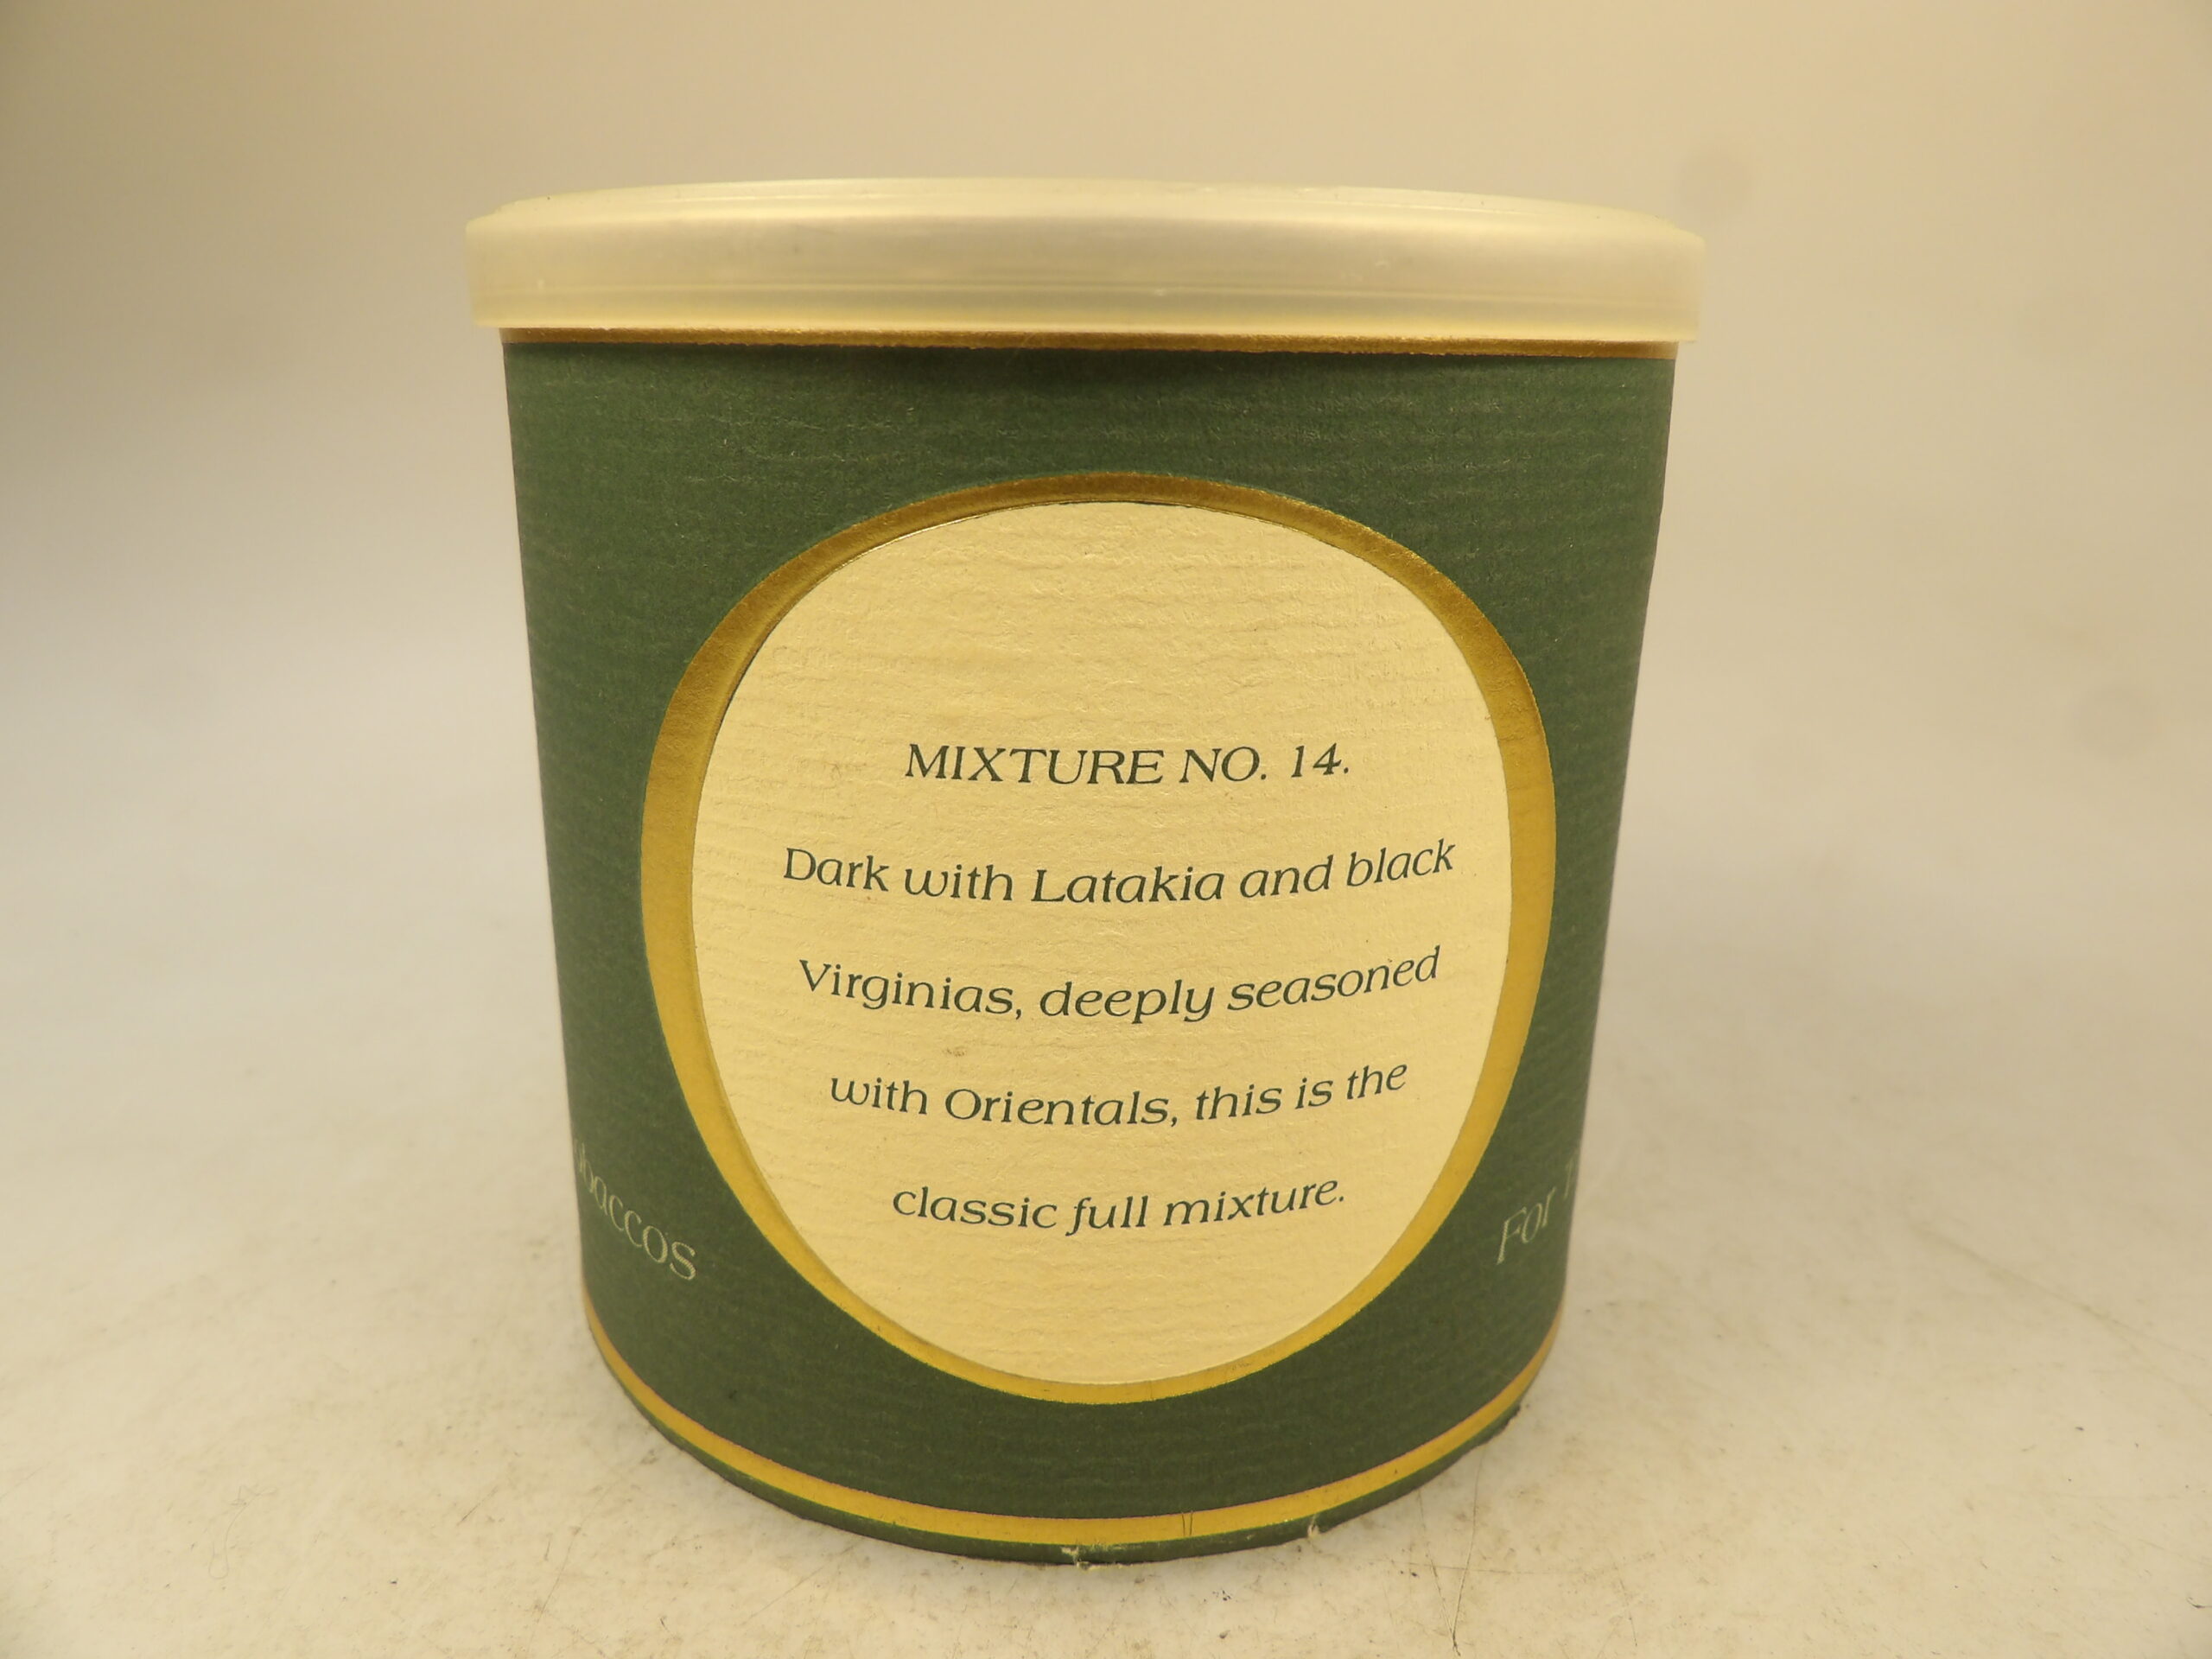 MIXTURE NO. 14.
Dark with Latakia and black
Virginias, deeply seasoned
with Orientals, this is the
classic full mixture.
For